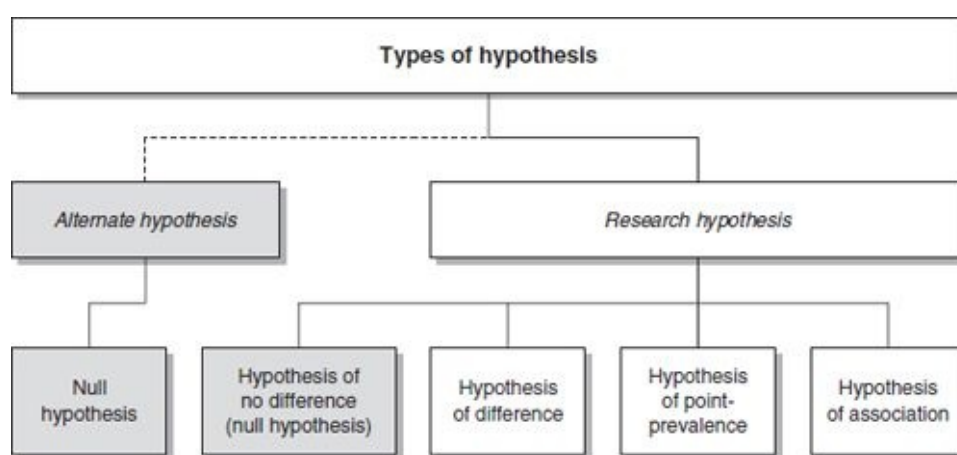 Types of hypothesis
Alternate hypothesis
Research hypothesis
Null
hypothesis
Hypothesis of
no difference
(null hypothesis)
Hypothesis
of difference
Hypothesis
of point-
prevalence
Hypothesis
of association